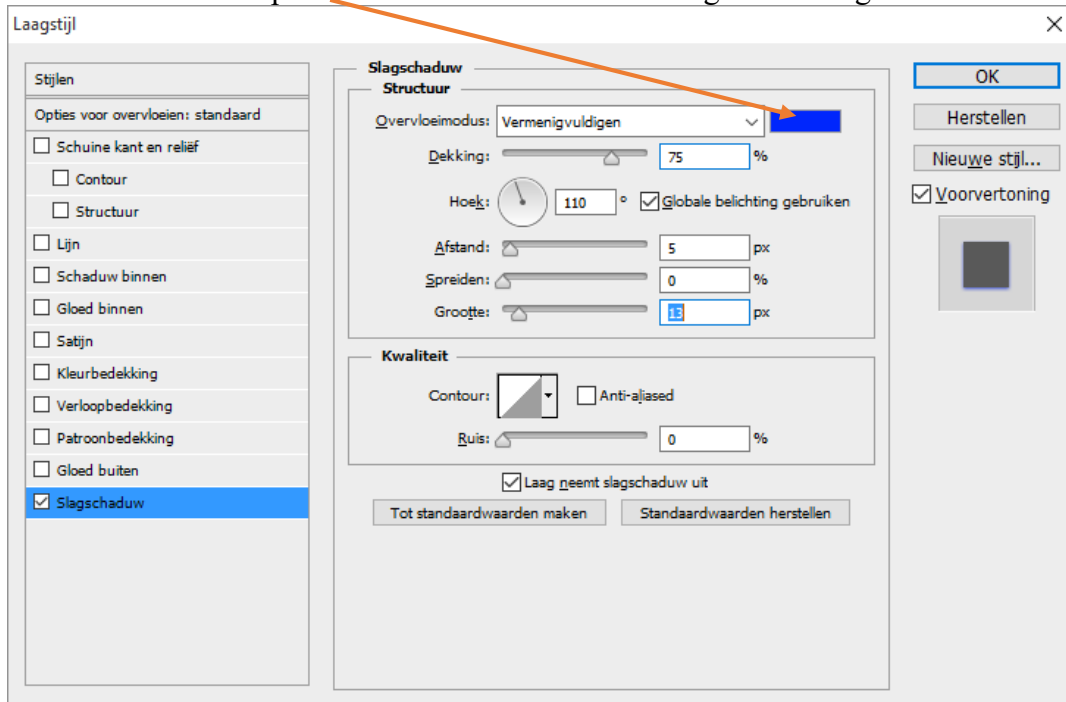 Laagstijl
Stijlen
Opties voor overvloeien: standaard
Schuine kant en reliëf
Contour
Structuur
Lijn
Schaduw binnen
Gloed binnen
Satijn
Kleurbedekking
Verloopbedekking
Patroonbedekking
Gloed buiten
Slagschaduw
Slagschaduw
Structuur
Overvloeimodus: Vermenigvuldigen
Dekking: 75 %
Hoek: 110 ° Globale belichting gebruiken
Afstand: 5 px
Spreiden: 0 %
Grootte: 13 px
Kwaliteit
Contour: Anti-aliased
Ruis: 0 %
Laag neemt slagschaduw uit
Tot standaardwaarden maken Standaardwaarden herstellen
OK
Herstellen
Nieuwe stijl...
Voorvertoning